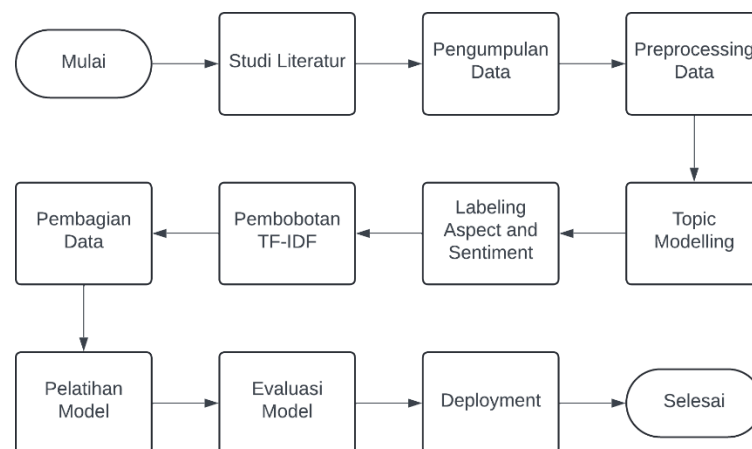 Mulai
Studi Literatur
Pengumpulan
Data
Preprocessing
Data
Topic
Modelling
Labeling
Aspect and
Sentiment
Pembobotan
TF-IDF
Pembagian
Data
Pelatihan
Model
Evaluasi
Model
Deployment
Selesai